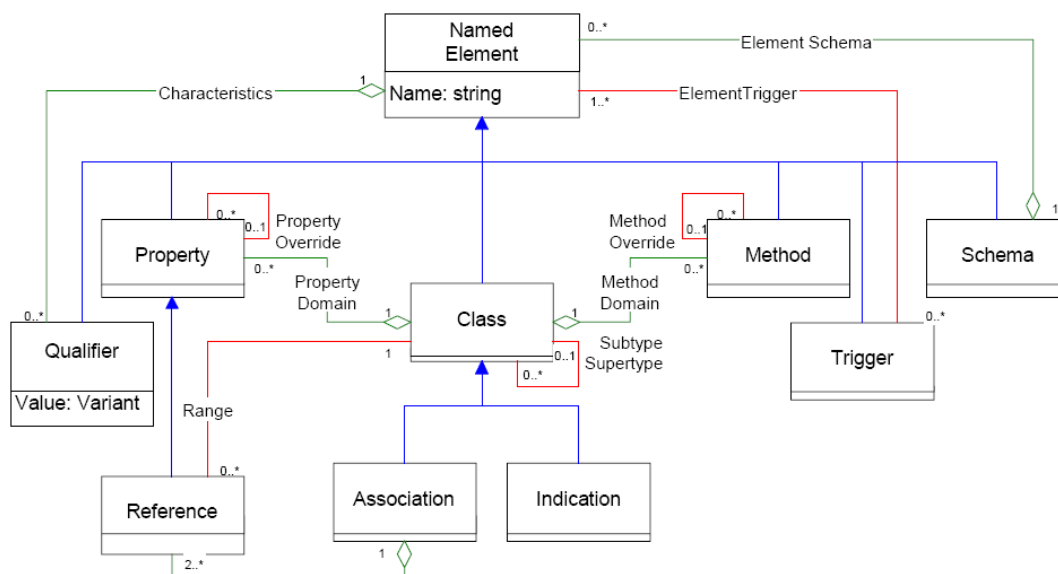 Named
Element
Name: string
0..*
Element Schema
1
Characteristics
1..*
ElementTrigger
0..*
0..1
Property
Override
Property
0..*
Property
Domain
1
Method
Override
0..*
0..1
Method
0..*
Method
Domain
1
1
Schema
Class
0..*
Qualifier
Value: Variant
1
0..1
0..*
Subtype
Supertype
0..*
Trigger
Range
0..*
Reference
2..*
Association
1
Indication